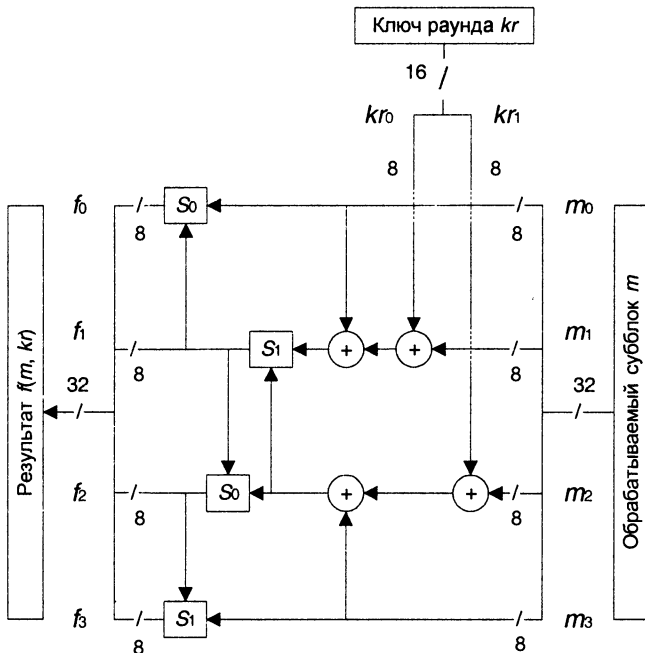 Ключ раунда kr
16
kr0 kr1
8 8
f0 S0 m0
8 8
f1 S1 + + m1
8 8
32 32
Результат f(m, kr)
Обрабатываемый субблок m
f2 S0 + + m2
8 8
f3 S1 m3
8 8